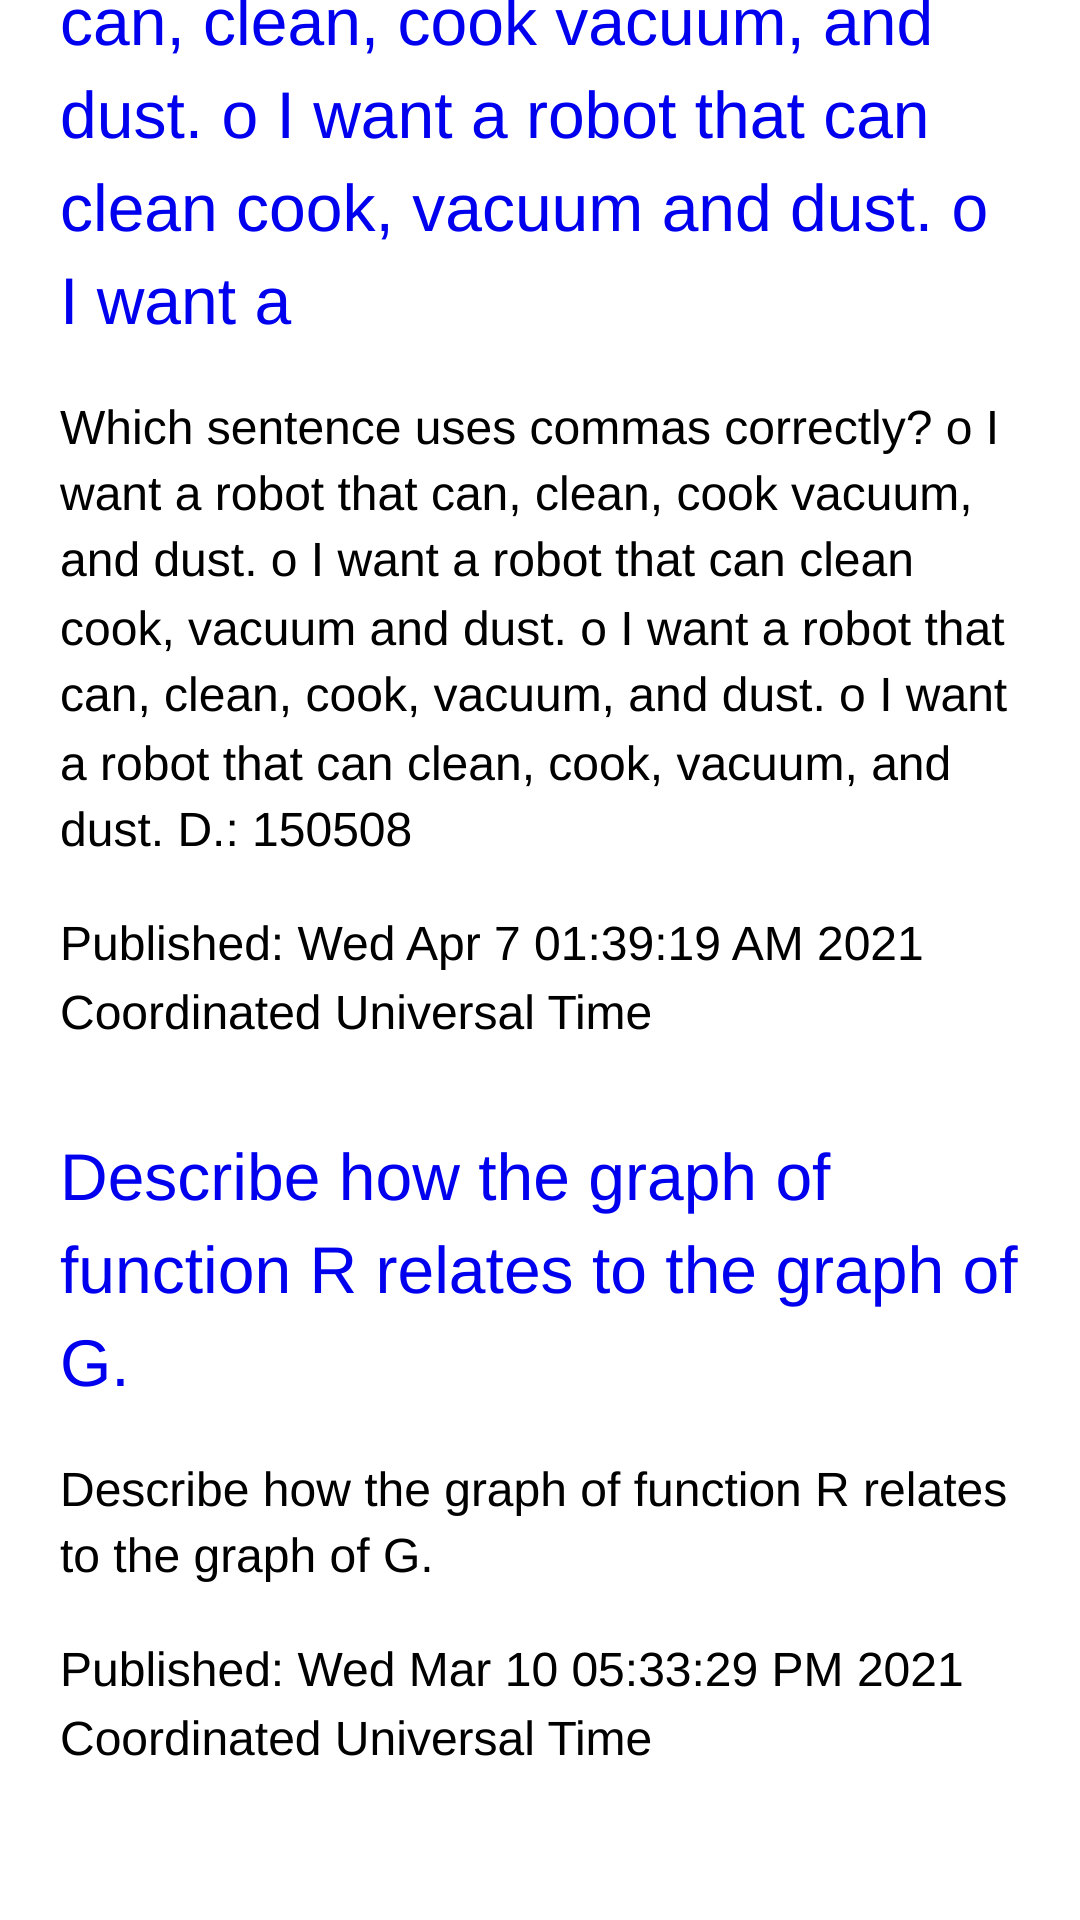 can, clean, cook vacuum, and
dust. o I want a robot that can
clean cook, vacuum and dust. o
I want a
Which sentence uses commas correctly? o I
want a robot that can, clean, cook vacuum,
and dust. o I want a robot that can clean
cook, vacuum and dust. o I want a robot that
can, clean, cook, vacuum, and dust. o I want
a robot that can clean, cook, vacuum, and
dust. D.: 150508
Published: Wed Apr 7 01:39:19 AM 2021
Coordinated Universal Time
Describe how the graph of
function R relates to the graph of
G.
Describe how the graph of function R relates
to the graph of G.
Published: Wed Mar 10 05:33:29 PM 2021
Coordinated Universal Time